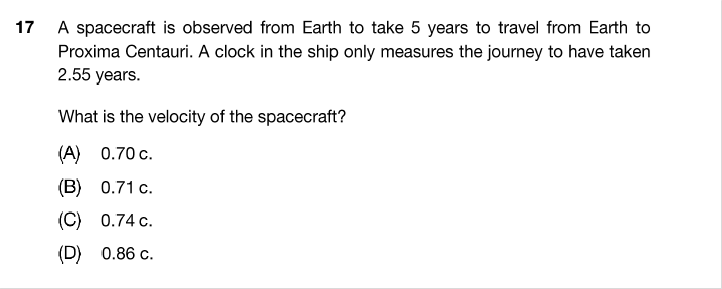 17 A spacecraft is observed from Earth to take 5 years to travel from Earth to
Proxima Centauri. A clock in the ship only measures the journey to have taken
2.55 years.
What is the velocity of the spacecraft?
(A) 0.70 c.
(B) 0.71 c.
(C) 0.74 c.
(D) 0.86 c.